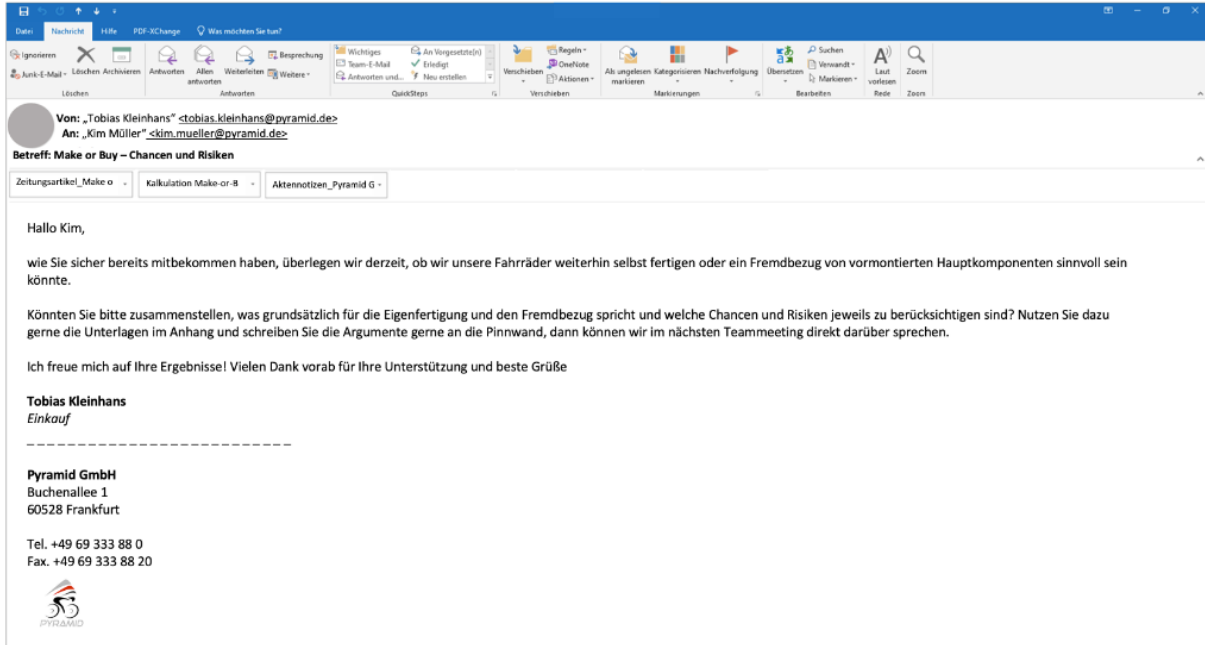 Datei Nachricht Hilfe PDF-XChange Was möchten Sie tun?
Ignorieren
Junk-E-Mail
Löschen Archivieren
Löschen
Antworten Allen antworten Weiterleiten
Besprechung
Weitere
Antworten
Wichtiges
Team-E-Mail
Antworten und...
An Vorgesetzte(n)
Erledigt
Neu erstellen
QuickSteps
Verschieben
Regeln
OneNote
Aktionen
Verschieben
Als ungelesen markieren Kategorisieren Nachverfolgung
Markierungen
Übersetzen
Suchen
Verwandt
Markieren
Bearbeiten
Laut vorlesen
Rede
Zoom
Zoom
Von: „Tobias Kleinhans" <tobias.kleinhans@pyramid.de>
An: „Kim Müller" <kim.mueller@pyramid.de>
Betreff: Make or Buy – Chancen und Risiken
Zeitungsartikel_Make o Kalkulation Make-or-B Aktennotizen_Pyramid G
Hallo Kim,
wie Sie sicher bereits mitbekommen haben, überlegen wir derzeit, ob wir unsere Fahrräder weiterhin selbst fertigen oder ein Fremdbezug von vormontierten Hauptkomponenten sinnvoll sein
könnte.
Könnten Sie bitte zusammenstellen, was grundsätzlich für die Eigenfertigung und den Fremdbezug spricht und welche Chancen und Risiken jeweils zu berücksichtigen sind? Nutzen Sie dazu
gerne die Unterlagen im Anhang und schreiben Sie die Argumente gerne an die Pinnwand, dann können wir im nächsten Teammeeting direkt darüber sprechen.
Ich freue mich auf Ihre Ergebnisse! Vielen Dank vorab für Ihre Unterstützung und beste Grüße
Tobias Kleinhans
Einkauf
_ _ _ _ _ _ _ _ _ _ _ _ _ _ _ _ _ _ _ _ _ _ _ _ _ _
Pyramid GmbH
Buchenallee 1
60528 Frankfurt
Tel. +49 69 333 88 0
Fax. +49 69 333 88 20
PYRAMID